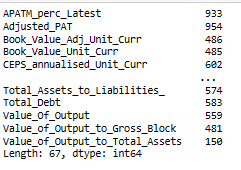 APATM_perc_Latest 933
Adjusted_PAT 954
Book_Value_Adj_Unit_Curr 486
Book_Value_Unit_Curr 485
CEPS_annualised_Unit_Curr 602
...
Total_Assets_to_Liabilities_ 574
Total_Debt 583
Value_Of_Output 559
Value_of_Output_to_Gross_Block 481
Value_of_Output_to_Total_Assets 150
Length: 67, dtype: int64